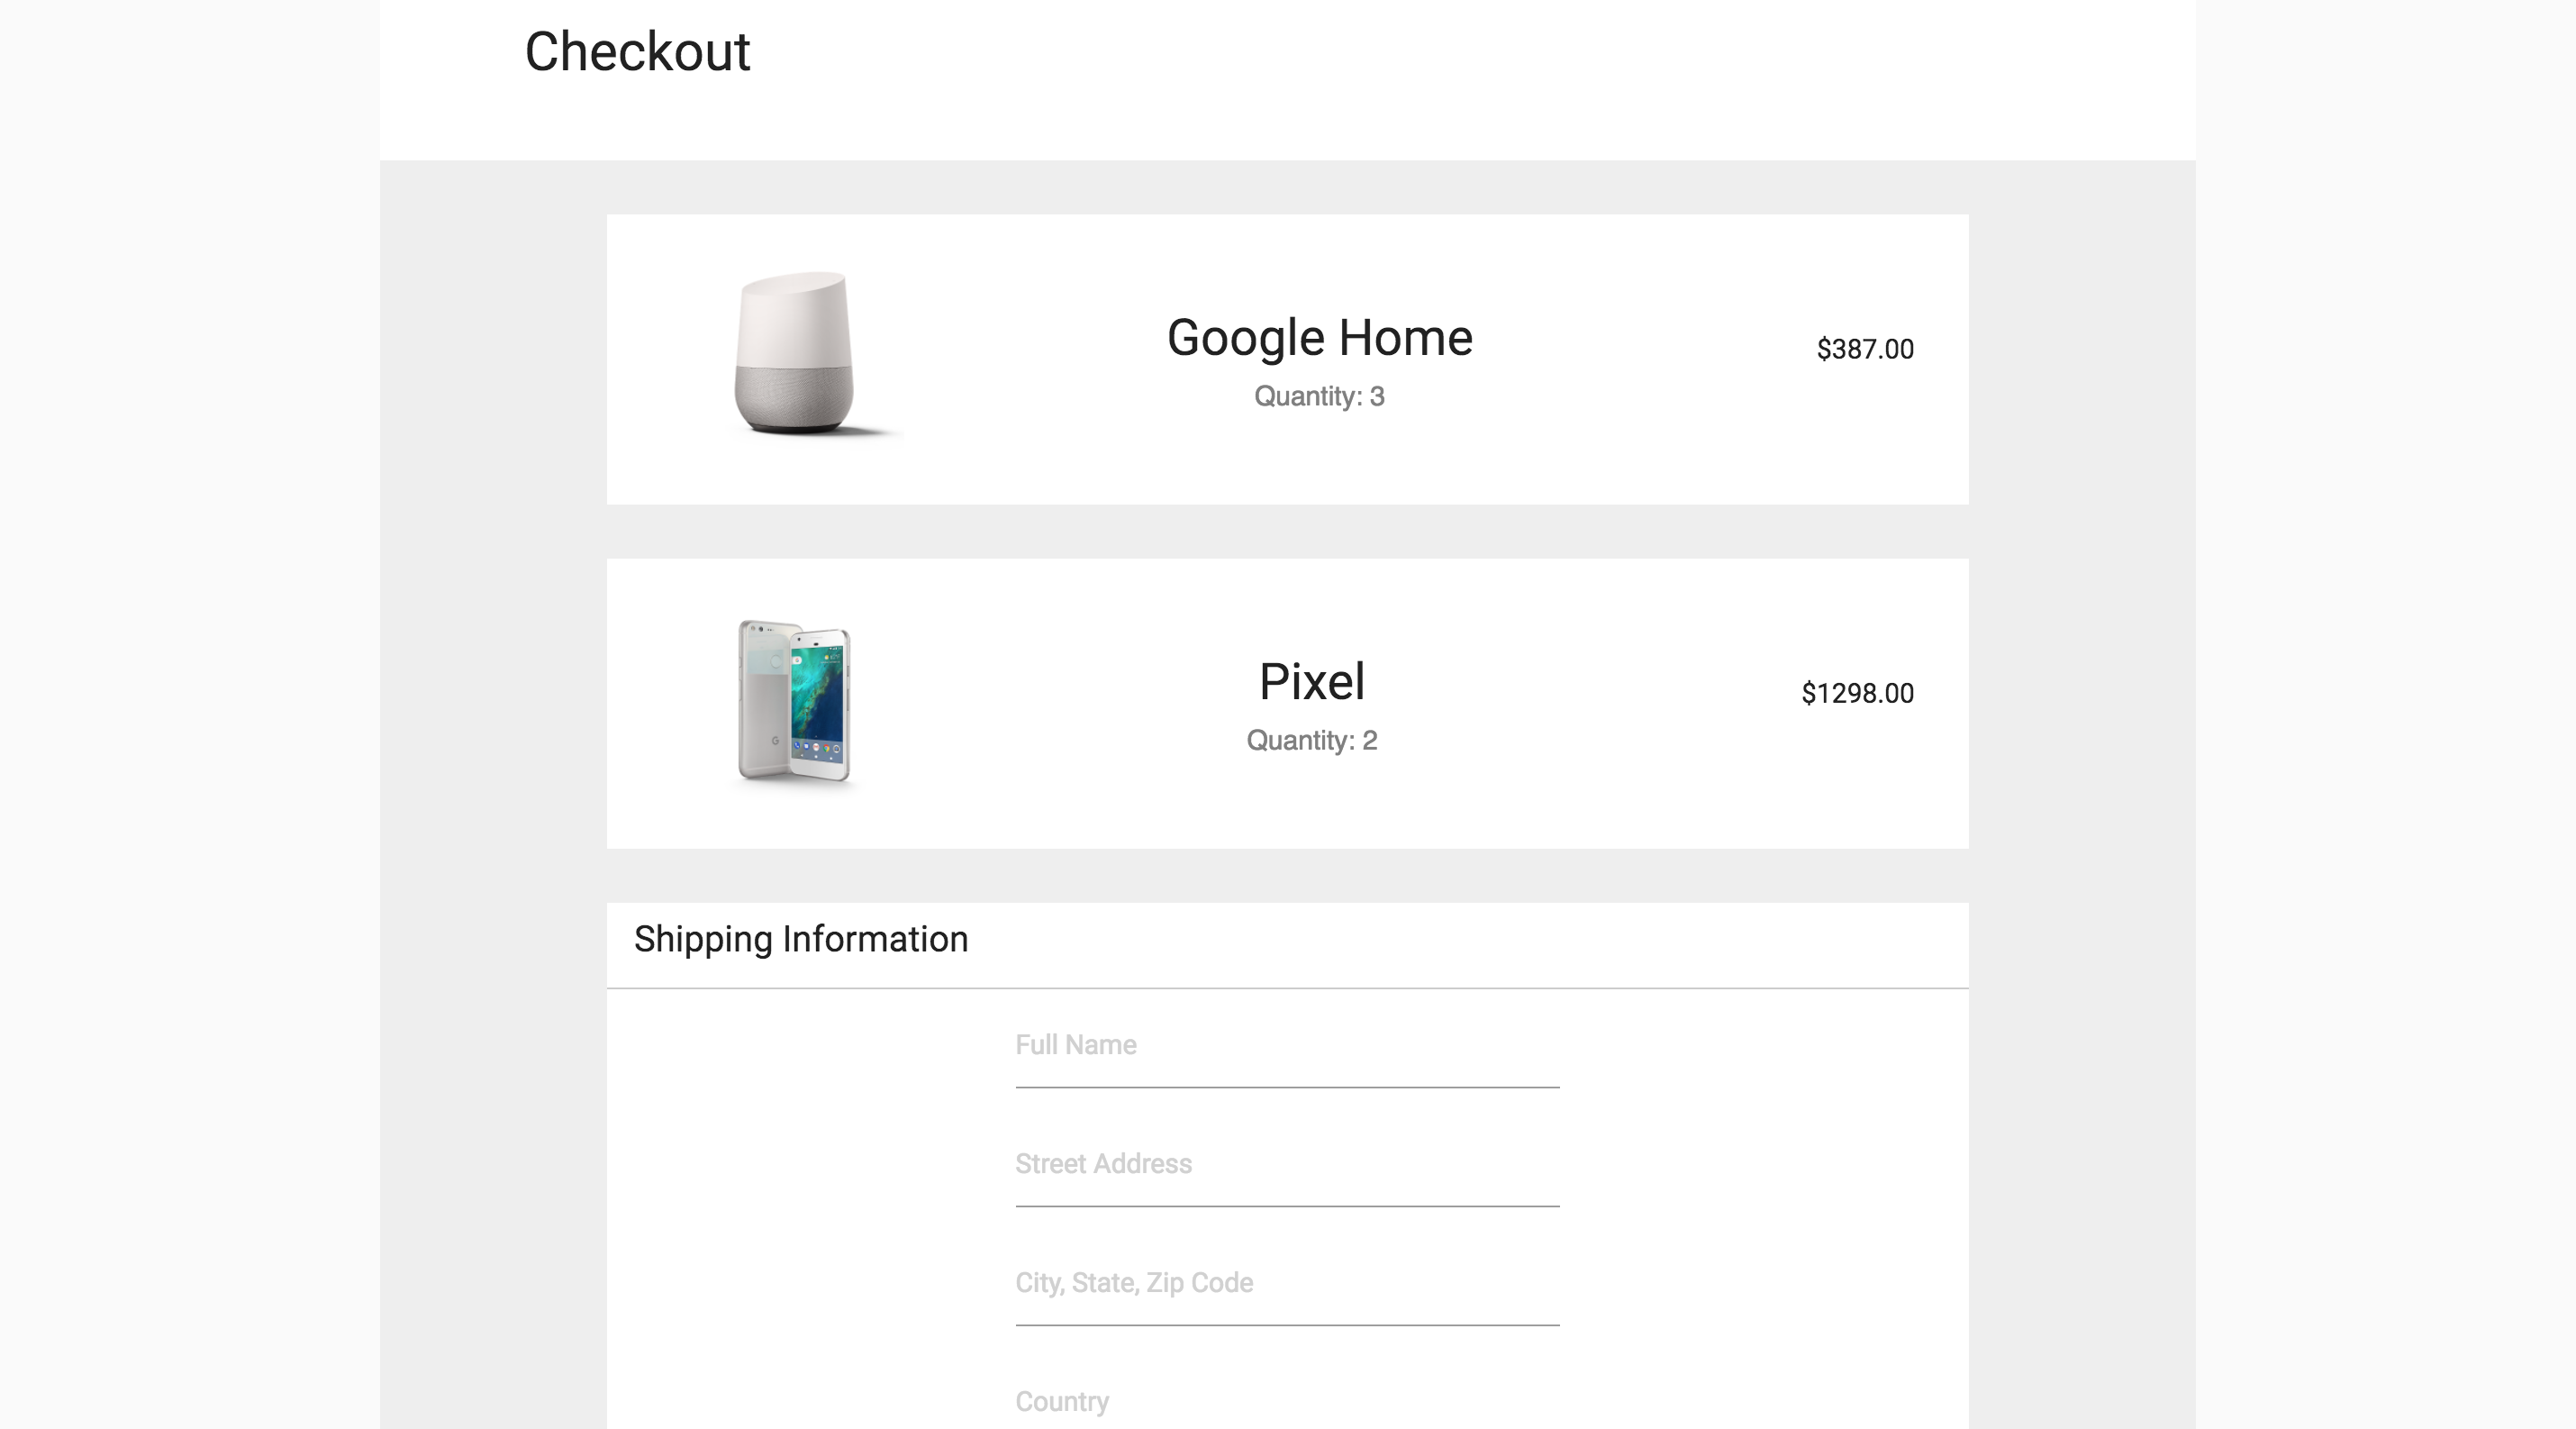 Checkout
Google Home
Quantity: 3
$387.00
Pixel
Quantity: 2
$1298.00
Shipping Information
Full Name
Street Address
City, State, Zip Code
Country